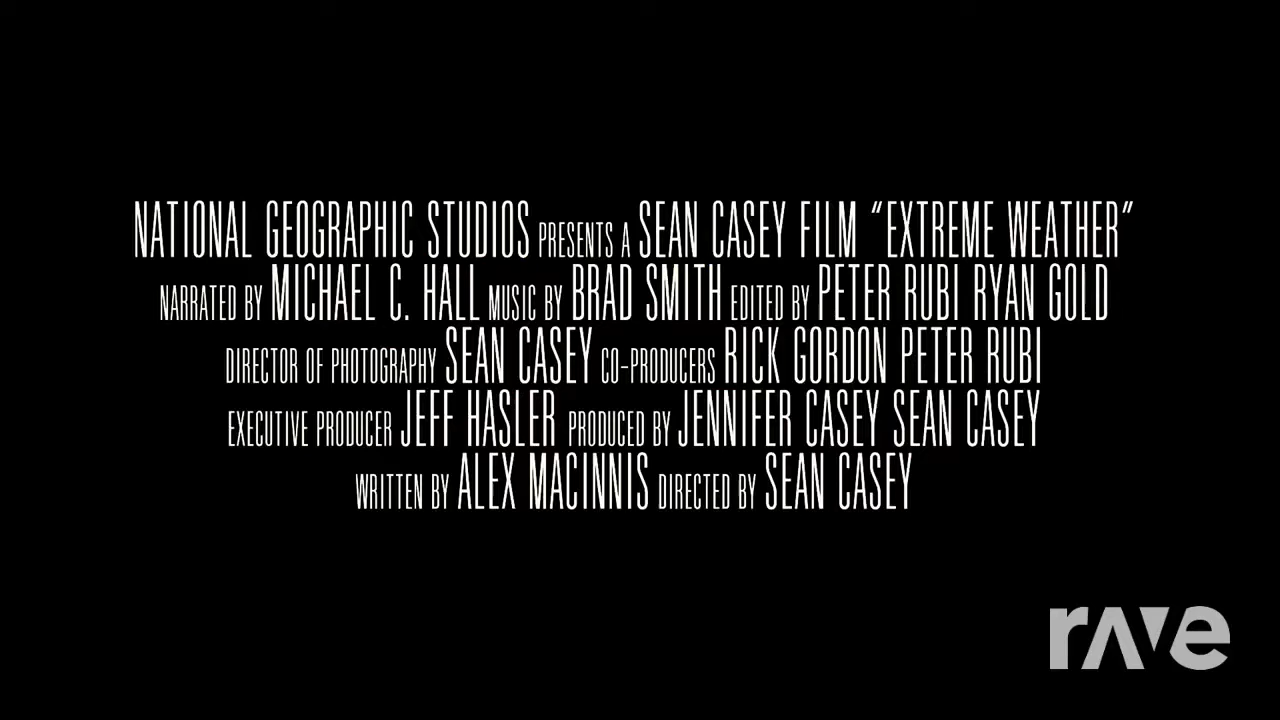 NATIONAL GEOGRAPHIC STUDIOS PRESENTS A SEAN CASEY FILM “EXTREME WEATHER”
NARRATED BY MICHAEL C. HALL MUSIC BY BRAD SMITH EDITED BY PETER RUBI RYAN GOLD
DIRECTOR OF PHOTOGRAPHY SEAN CASEY CO-PRODUCERS RICK GORDON PETER RUBI
EXECUTIVE PRODUCER JEFF HASLER PRODUCED BY JENNIFER CASEY SEAN CASEY
WRITTEN BY ALEX MACINNIS DIRECTED BY SEAN CASEY
rave